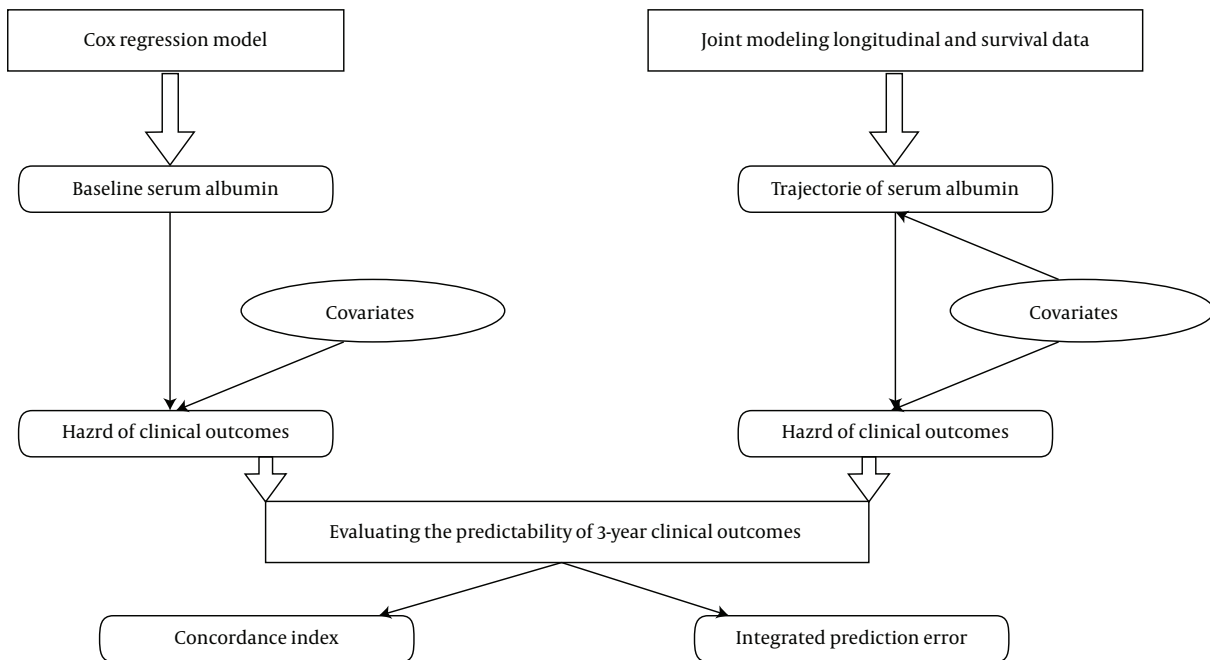 Cox regression model
Joint modeling longitudinal and survival data
Baseline serum albumin
Trajectorie of serum albumin
Covariates
Covariates
Hazrd of clinical outcomes
Hazrd of clinical outcomes
Evaluating the predictability of 3-year clinical outcomes
Concordance index
Integrated prediction error